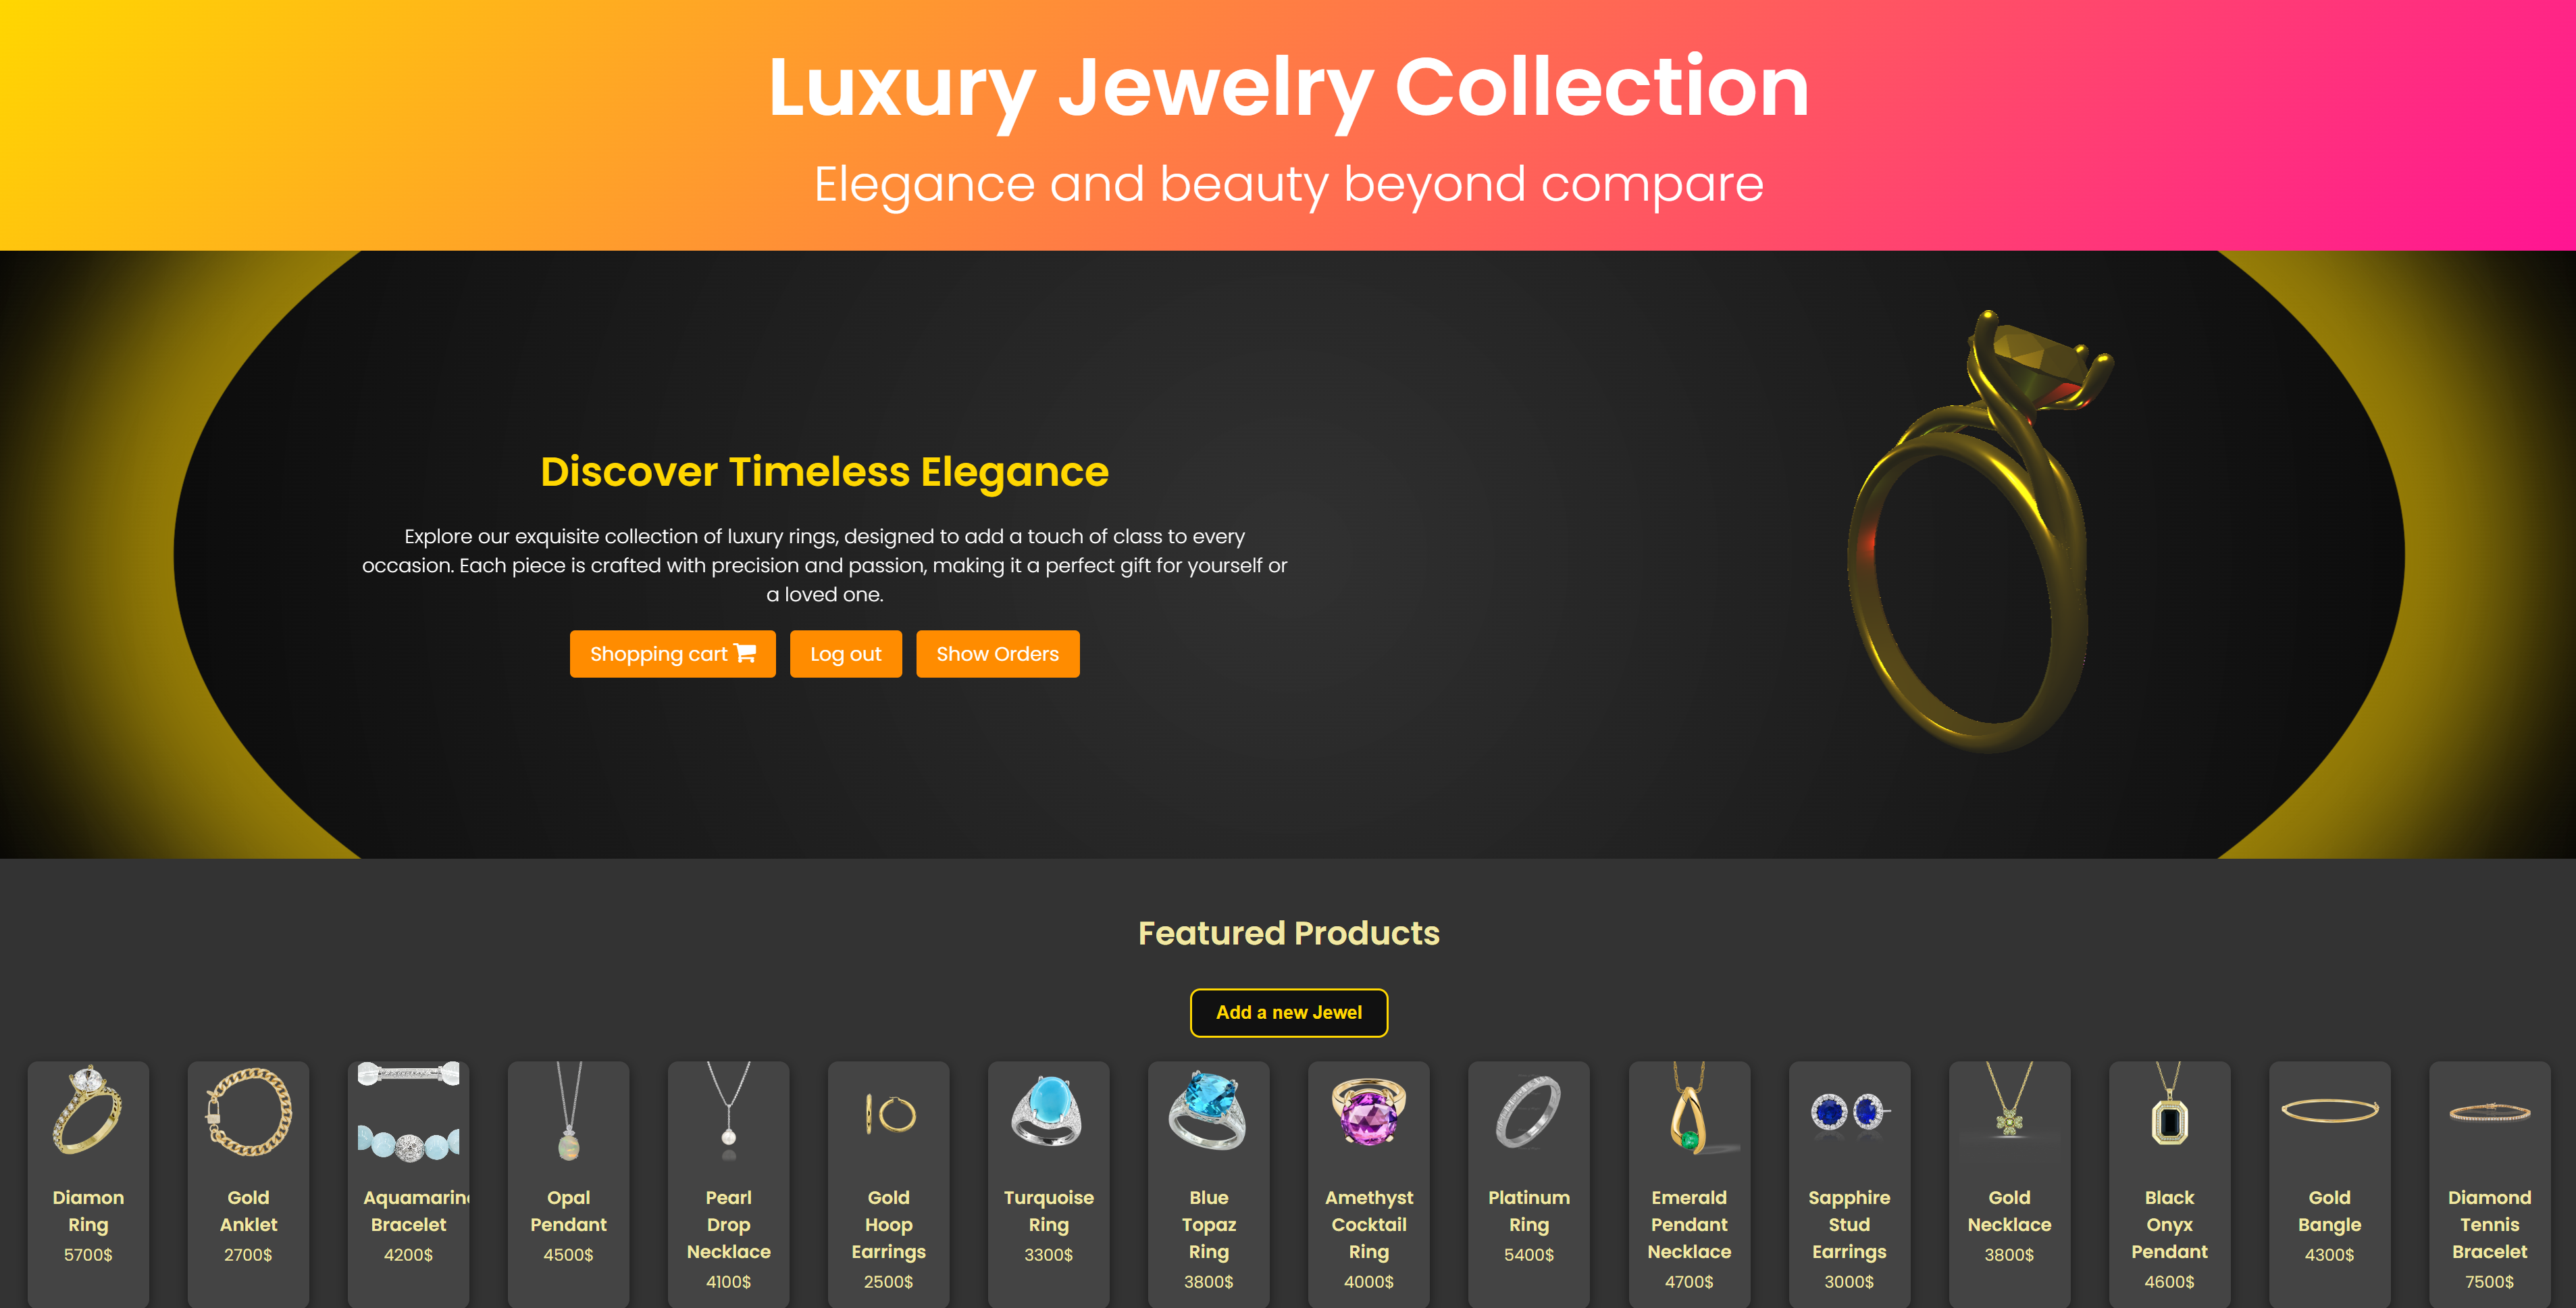 Luxury Jewelry Collection
Elegance and beauty beyond compare
Discover Timeless Elegance
Explore our exquisite collection of luxury rings, designed to add a touch of class to every
occasion. Each piece is crafted with precision and passion, making it a perfect gift for yourself or
a loved one.
Shopping cart
Log out
Show Orders
Featured Products
Add a new Jewel
Diamon
Ring
5700$
Gold
Anklet
2700$
Aquamarine
Bracelet
4200$
Opal
Pendant
4500$
Pearl
Drop
Necklace
4100$
Gold
Hoop
Earrings
2500$
Turquoise
Ring
3300$
Blue
Topaz
Ring
3800$
Amethyst
Cocktail
Ring
4000$
Platinum
Ring
5400$
Emerald
Pendant
Necklace
4700$
Sapphire
Stud
Earrings
3000$
Gold
Necklace
3800$
Black
Onyx
Pendant
4600$
Gold
Bangle
4300$
Diamond
Tennis
Bracelet
7500$